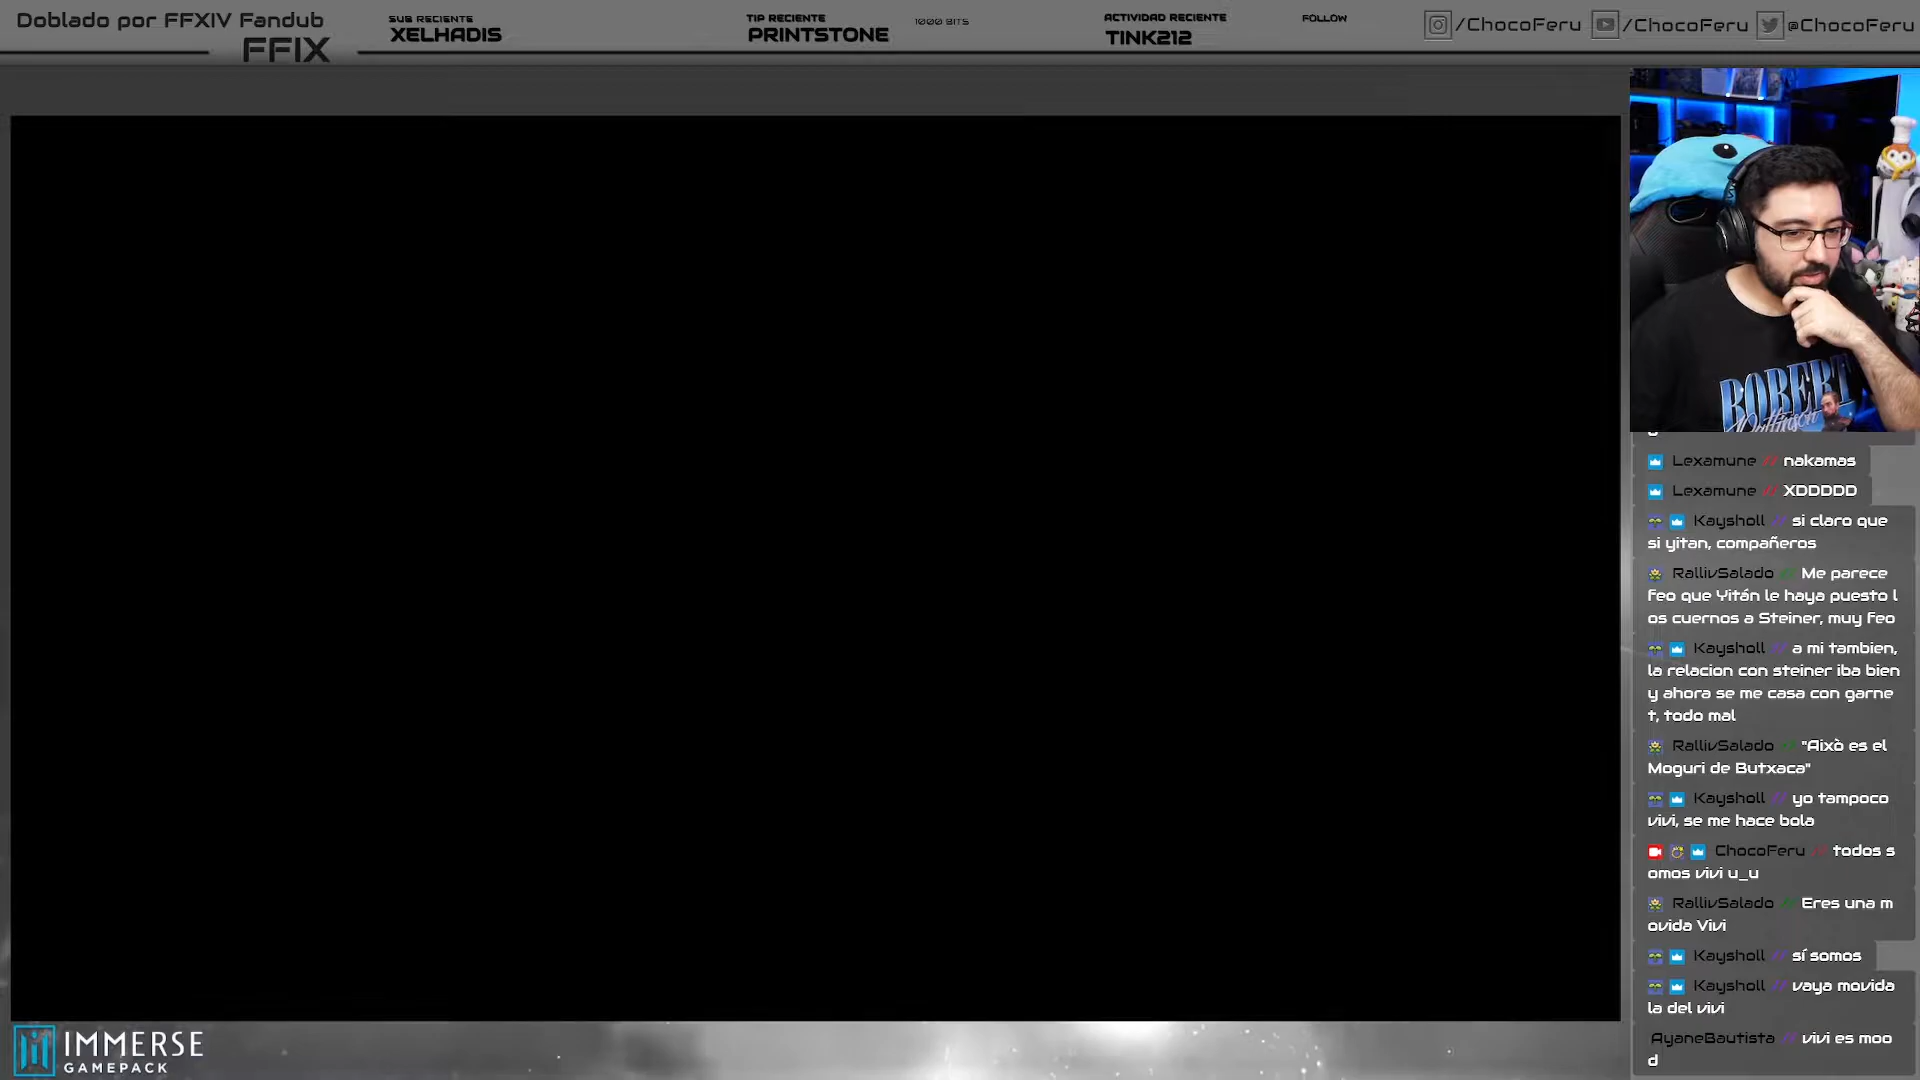 Doblado por FFXIV Fandub
FFIX
SUB RECIENTE
XELHADIS
TIP RECIENTE
PRINTSTONE
1000 BITS
ACTIVIDAD RECIENTE
TINK212
FOLLOW
/ChocoFeru
/ChocoFeru
@ChocoFeru
BOBERT
Pattinson
Lexamune // nakamas
Lexamune // XDDDDD
Kaysholl // si claro que
si yitan, compañeros
RallivSalado // Me parece
feo que Yitán le haya puesto l
os cuernos a Steiner, muy feo
Kaysholl // a mi tambien,
la relacion con steiner iba bien
y ahora se me casa con garne
t, todo mal
RallivSalado // "Això es el
Moguri de Butxaca"
Kaysholl // yo tampoco
vivi, se me hace bola
ChocoFeru // todos s
omos vivi u_u
RallivSalado // Eres una m
ovida Vivi
Kaysholl // sí somos
Kaysholl // vaya movida
la del vivi
AyaneBautista // vivi es moo
d
IMMERSE
GAMEPACK